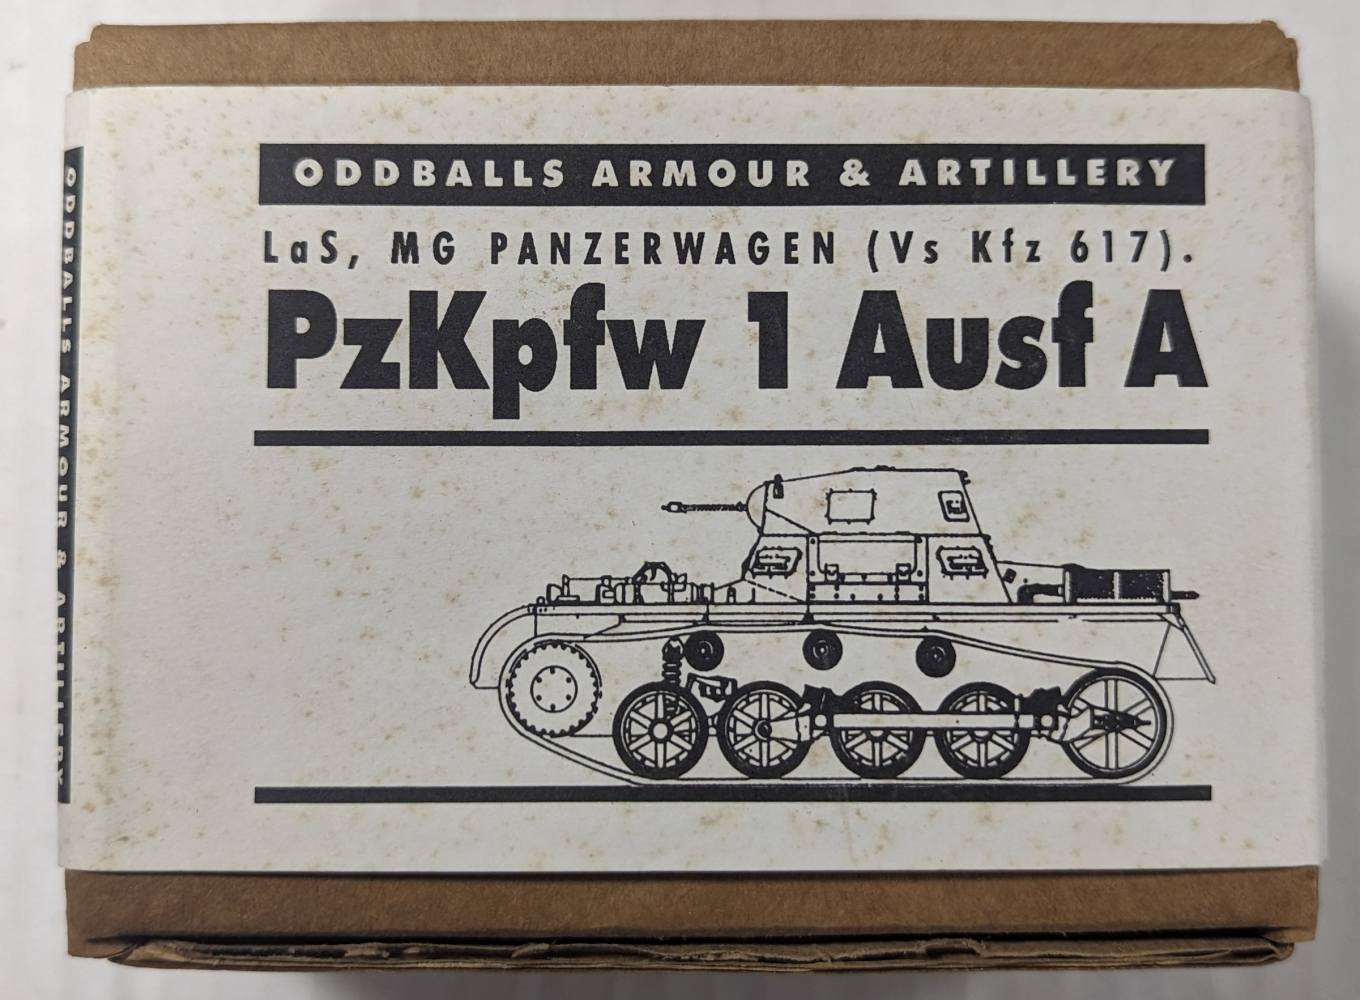 ODDBALLS ARMOUR & ARTILLERY
LaS, MG PANZERWAGEN (Vs Kfz 617).
PzKpfw 1 Ausf A
ODDBALLS ARMOUR & ARTILLERY